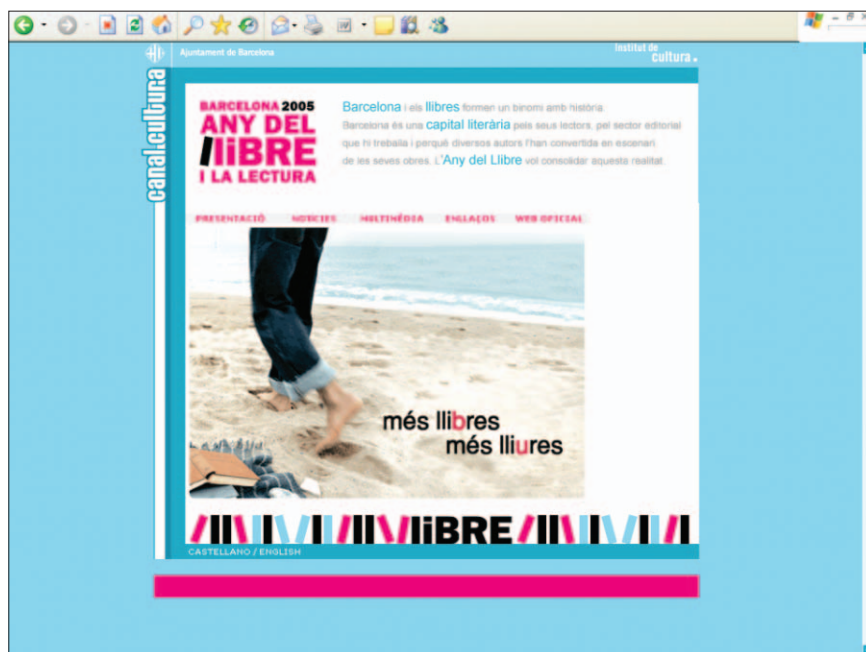 Ajuntament de Barcelona
Institut de
cultura
canal.cultura
BARCELONA 2005
ANY DEL
lliBRE
I LA LECTURA
Barcelona i els llibres formen un binomi amb història.
Barcelona és una capital literària pels seus lectors, pel sector editorial
que hi treballa i perquè diversos autors l'han convertida en escenari
de les seves obres. L'Any del Llibre vol consolidar aquesta realitat.
PRESENTACIÓ NOTÍCIES MULTIMÈDIA ENLLAÇOS WEB OFICIAL
més llibres
més lliures
lliBRE
CASTELLANO / ENGLISH